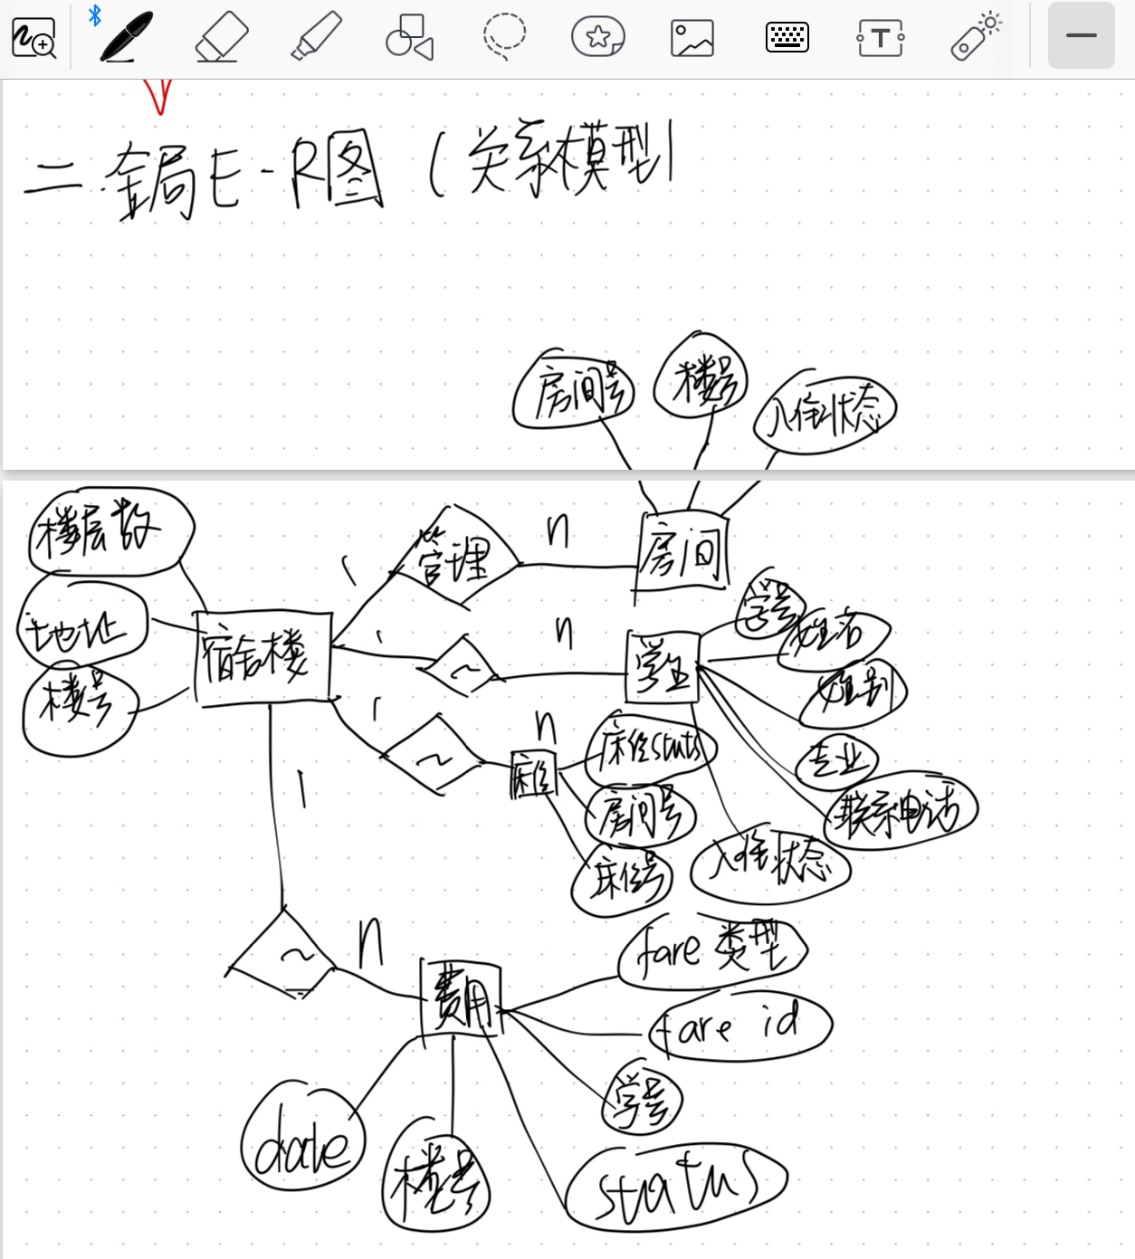 二.全局E-R图(关系模型)
房间号
楼号
入住状态
楼层数
地址
楼号
宿舍楼
1
管理
n
房间
1
~
n
学生
学号
姓名
性别
专业
联系电话
入住状态
1
~
n
床位
床位stuts
房间号
床位号
1
~
n
费用
fare 类型
fare id
学号
status
楼号
date
T